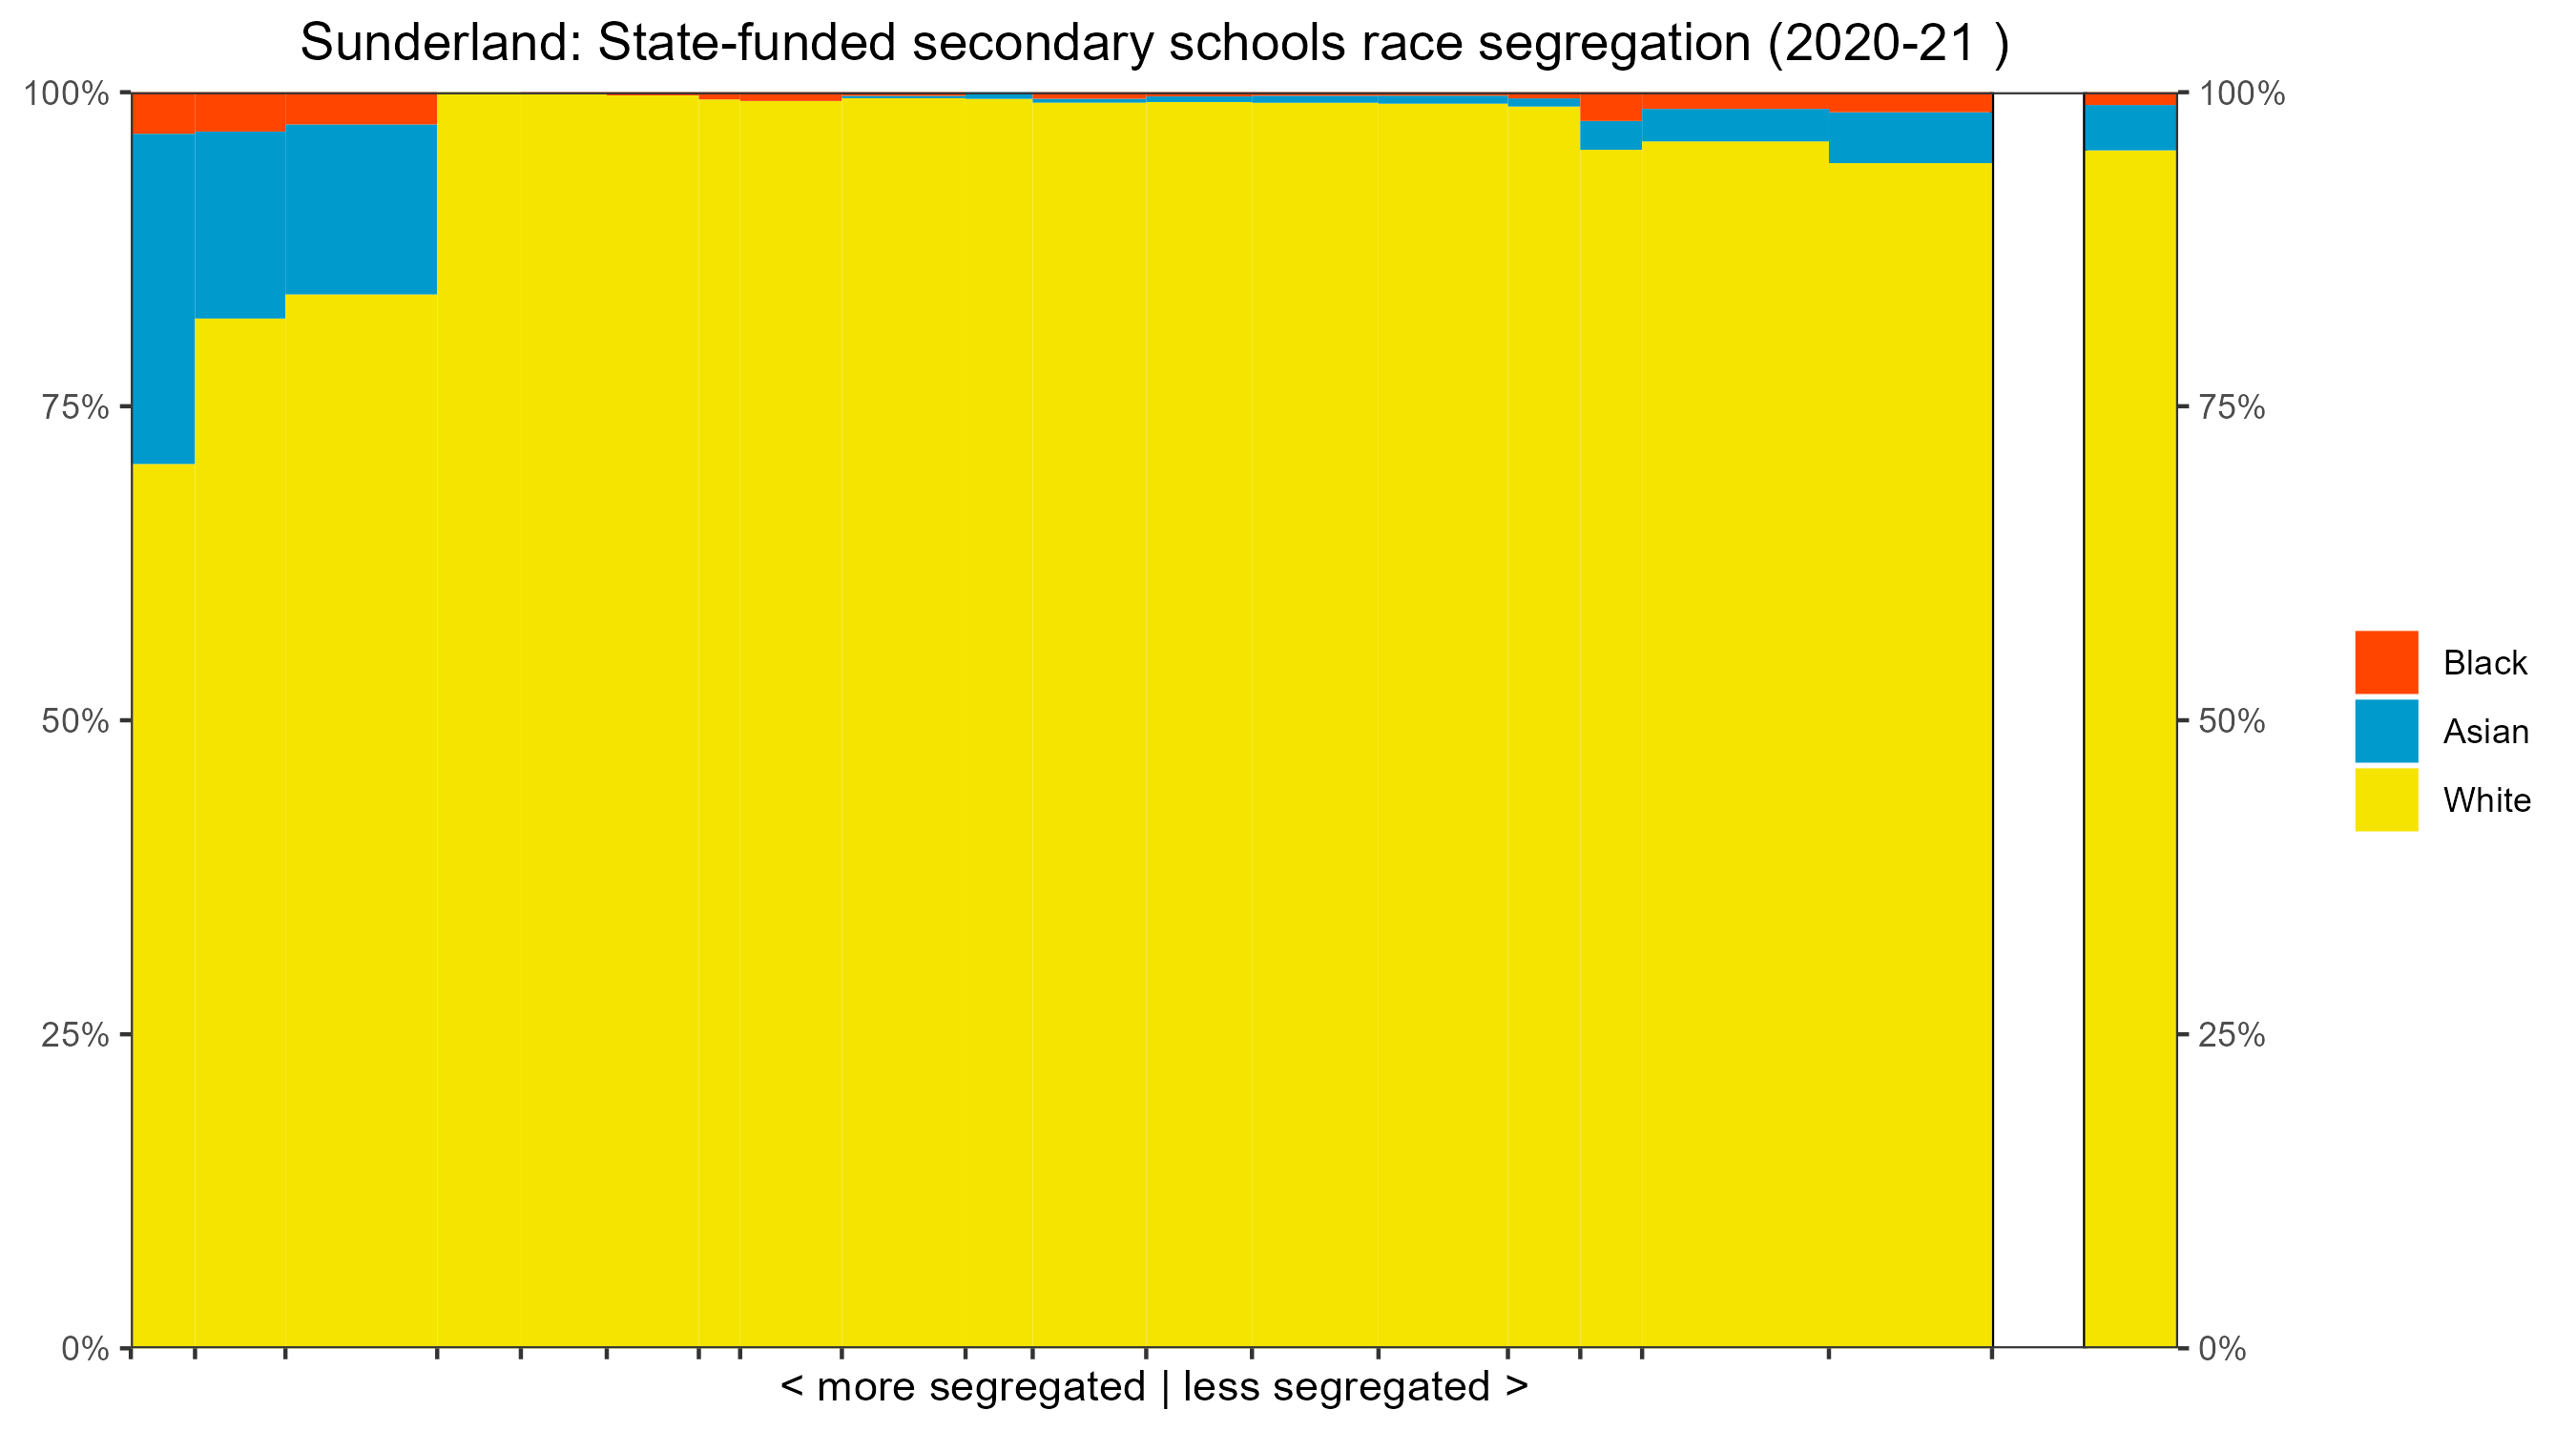 Sunderland: State-funded secondary schools race segregation (2020-21 )
100%
75%
50%
25%
0%
100%
75%
50%
25%
0%
Black
Asian
White
< more segregated | less segregated >